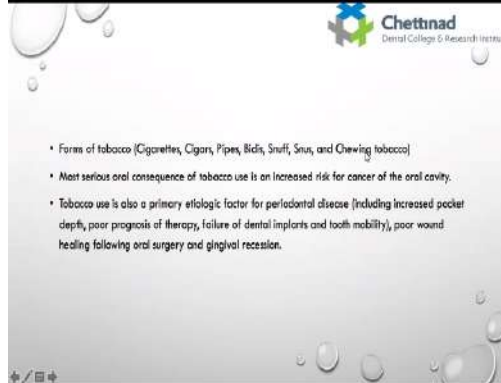 Chettinad
Dental College & Research Institu
• Forms of tobacco (Cigarettes, Cigars, Pipes, Bidis, Snuff, Snus, and Chewing tobacco)
• Most serious oral consequence of tobacco use is an increased risk for cancer of the oral cavity.
• Tobacco use is also a primary etiologic factor for periodontal disease (including increased pocket
depth, poor prognosis of therapy, failure of dental implants and tooth mobility), poor wound
healing following oral surgery and gingival recession.